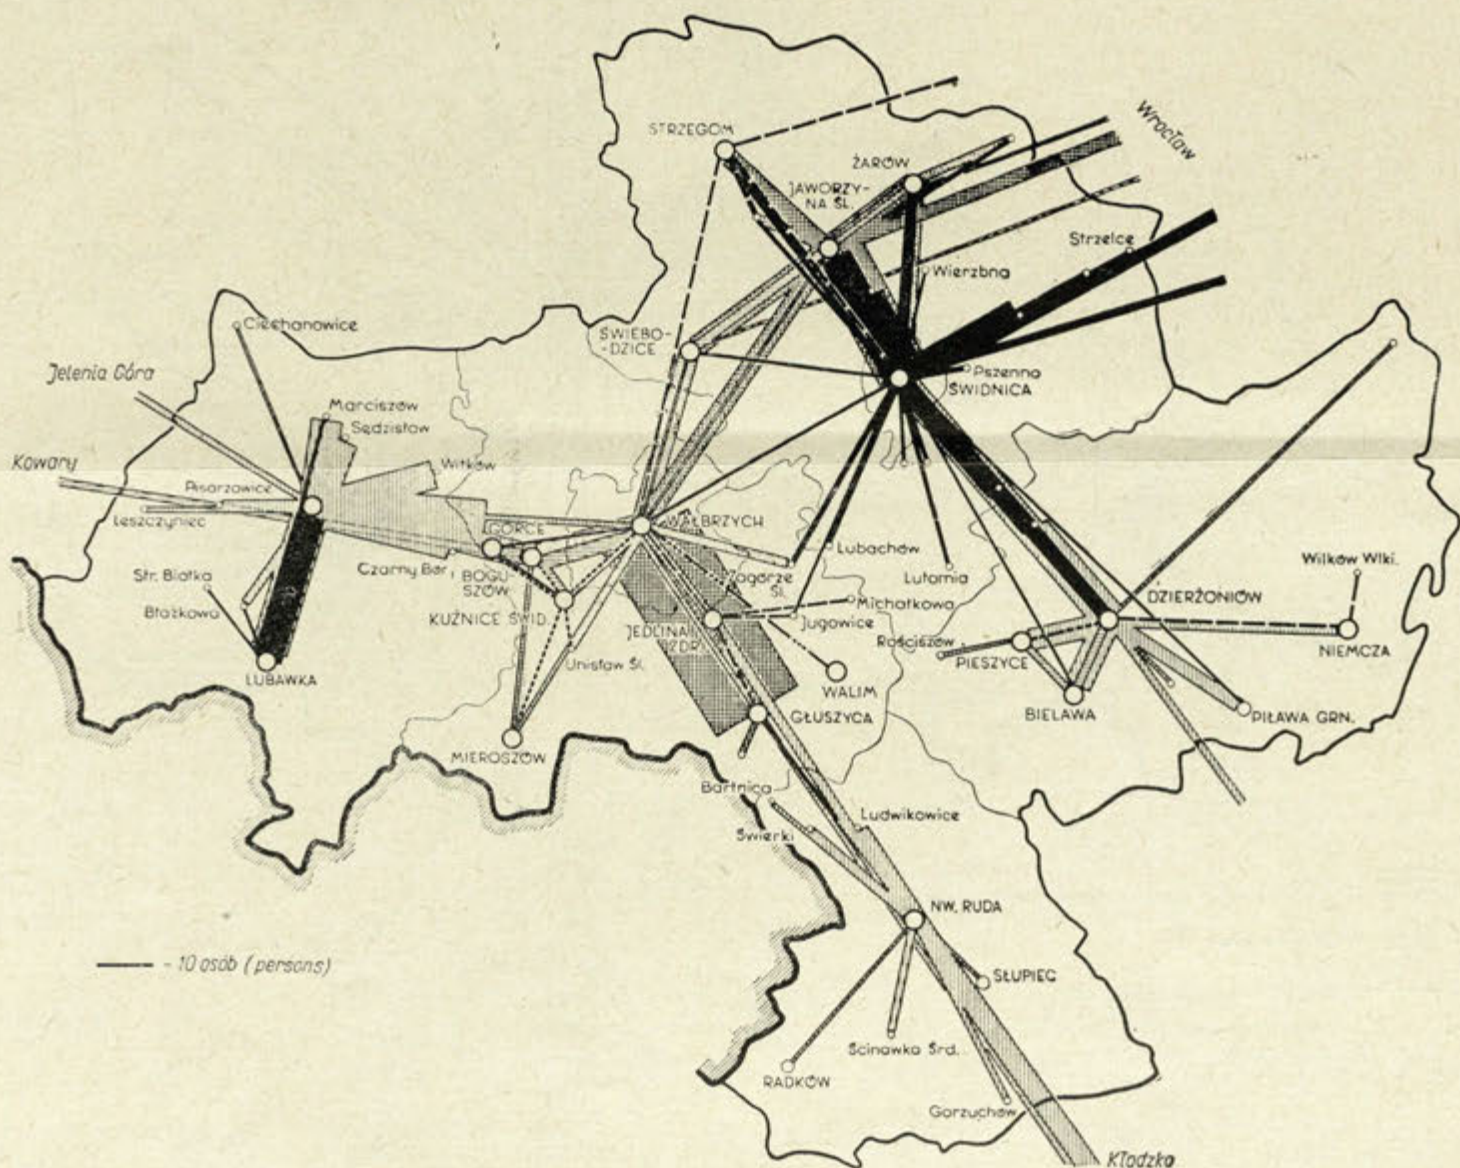 STRZEGOM
Wrocław
ŻARÓW
JAWORZY-
NA ŚL.
Strzelce
Wierzbna
Ciechanowice
ŚWIEBO-
-DZICE
Jelenia Góra
Pszenno
ŚWIDNICA
Marciszów
Sędzisław
Kowary
Witków
Pisarzowice
Leszczyniec
GORCE
WAŁBRZYCH
Lubachów
Wilków Wlki.
Str. Białka
Czarny Bór
BOGU-
SZÓW
Zagórze
Śl.
Lutomia
Błażkowa
KUŹNICE ŚWID.
Michałkowa
DZIERŻONIÓW
JEDLINA
ZDR.
Jugowice
Rościszów
PIESZYCE
NIEMCZA
Unisław Śl.
LUBAWKA
WALIM
BIELAWA
PIŁAWA GRN.
GŁUSZYCA
MIEROSZÓW
Bartnica
Ludwikowice
Świerki
NW. RUDA
- 10 osób (persons)
SŁUPIEC
Ścinawka Śrd.
RADKÓW
Gorzuchów
Kłodzko